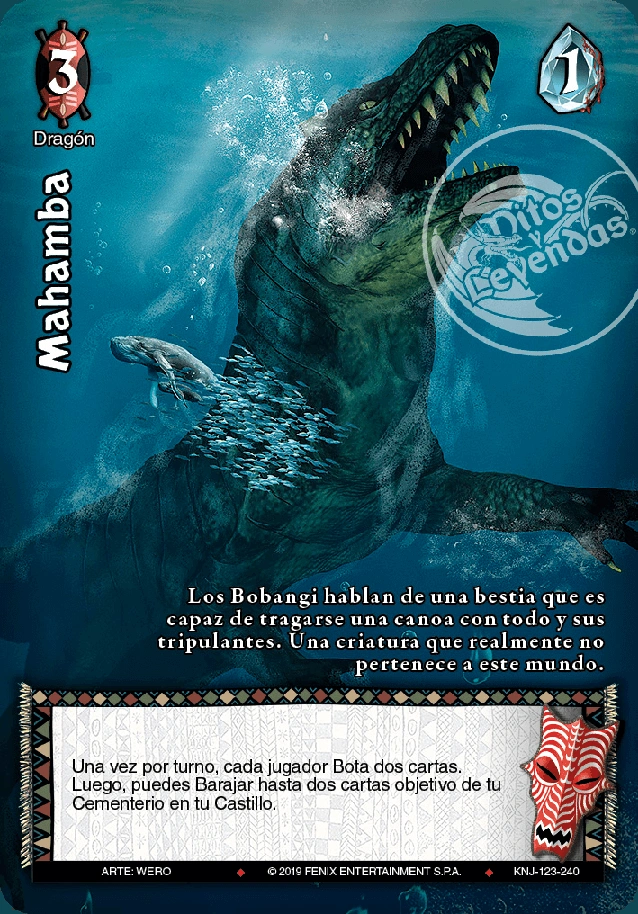 3
1
Dragón
Mahamba
Mitos
y
Leyendas®
Los Bobangi hablan de una bestia que es
capaz de tragarse una canoa con todo y sus
tripulantes. Una criatura que realmente no
pertenece a este mundo.
Una vez por turno, cada jugador Bota dos cartas.
Luego, puedes Barajar hasta dos cartas objetivo de tu
Cementerio en tu Castillo.
ARTE: WERO ◆ © 2019 FENIX ENTERTAINMENT S.P.A. ◆ KNJ-123-240